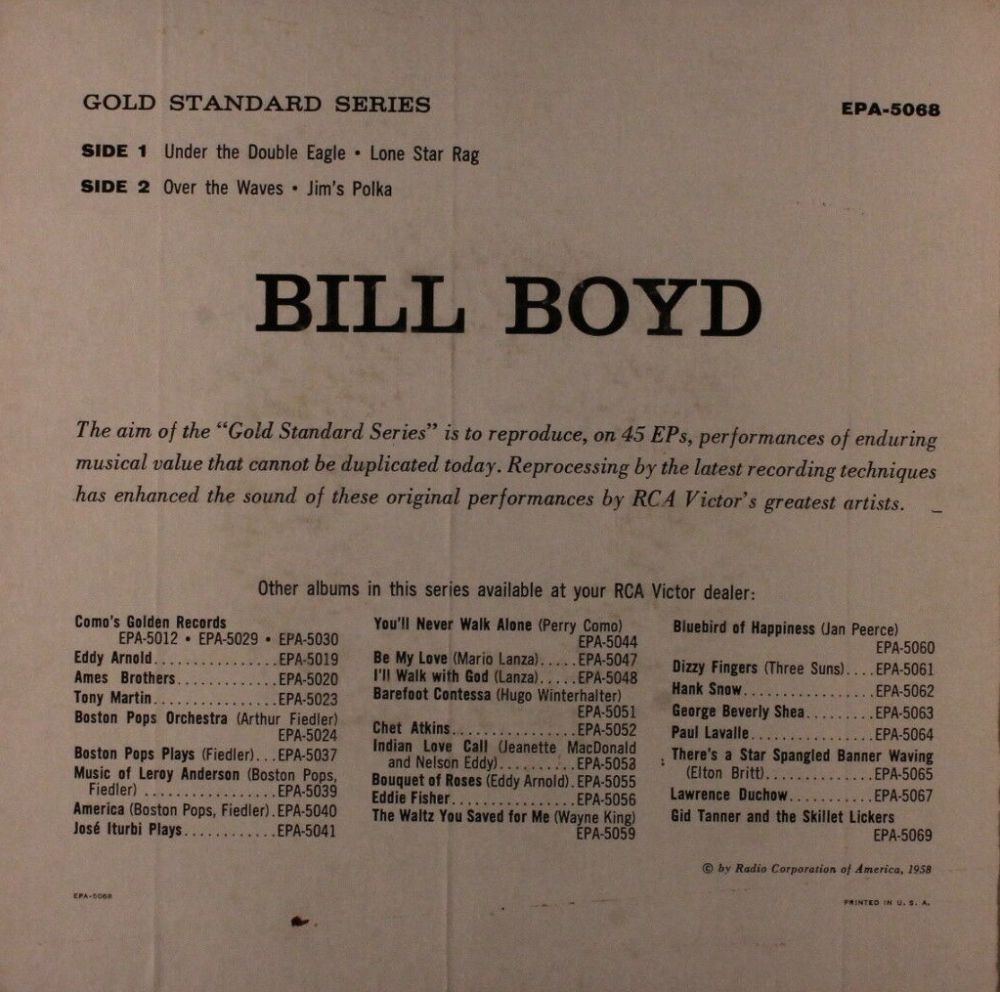 GOLD STANDARD SERIES
EPA-5068
SIDE 1 Under the Double Eagle • Lone Star Rag
SIDE 2 Over the Waves • Jim's Polka
BILL BOYD
The aim of the “Gold Standard Series” is to reproduce, on 45 EPs, performances of enduring
musical value that cannot be duplicated today. Reprocessing by the latest recording techniques
has enhanced the sound of these original performances by RCA Victor's greatest artists.
Other albums in this series available at your RCA Victor dealer:
Como's Golden Records
EPA-5012 • EPA-5029 • EPA-5030
Eddy Arnold................EPA-5019
Ames Brothers.............EPA-5020
Tony Martin................EPA-5023
Boston Pops Orchestra (Arthur Fiedler)
EPA-5024
Boston Pops Plays (Fiedler)...EPA-5037
Music of Leroy Anderson (Boston Pops,
Fiedler) .................EPA-5039
America (Boston Pops, Fiedler).EPA-5040
José Iturbi Plays............EPA-5041
You'll Never Walk Alone (Perry Como)
EPA-5044
Be My Love (Mario Lanza).....EPA-5047
I'll Walk with God (Lanza).....EPA-5048
Barefoot Contessa (Hugo Winterhalter)
EPA-5051
Chet Atkins................EPA-5052
Indian Love Call (Jeanette MacDonald
and Nelson Eddy)..........EPA-5053
Bouquet of Roses (Eddy Arnold).EPA-5055
Eddie Fisher................EPA-5056
The Waltz You Saved for Me (Wayne King)
EPA-5059
Bluebird of Happiness (Jan Peerce)
EPA-5060
Dizzy Fingers (Three Suns)....EPA-5061
Hank Snow.................EPA-5062
George Beverly Shea.........EPA-5063
Paul Lavalle................EPA-5064
There's a Star Spangled Banner Waving
(Elton Britt)..............EPA-5065
Lawrence Duchow...........EPA-5067
Gid Tanner and the Skillet Lickers
EPA-5069
© by Radio Corporation of America, 1958
EPA-5068
PRINTED IN U. S. A.